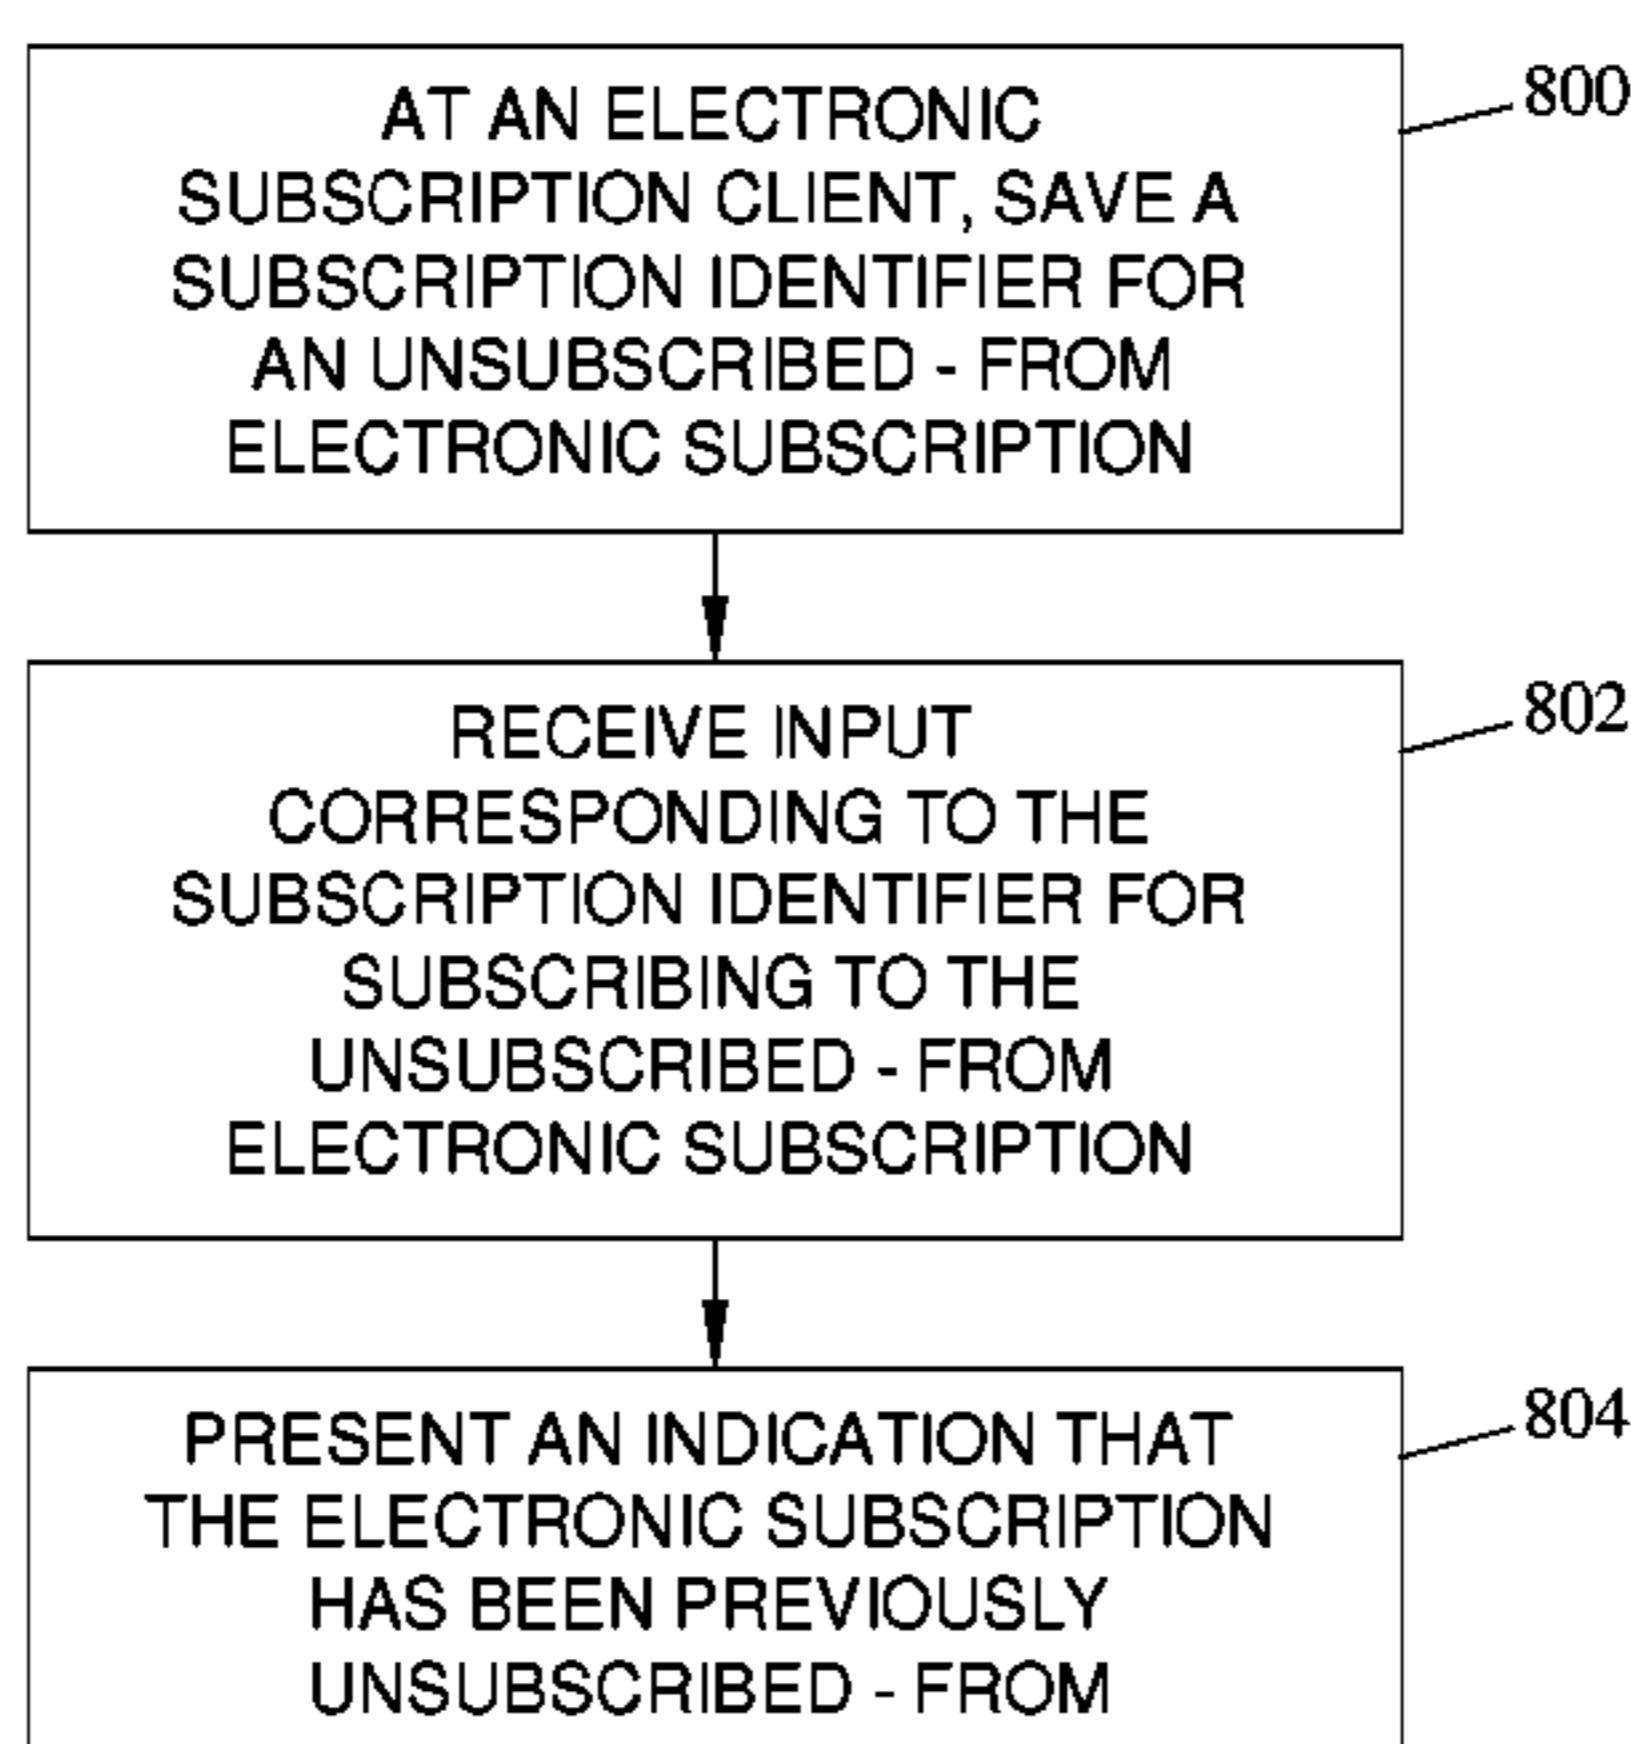 AT AN ELECTRONIC
SUBSCRIPTION CLIENT, SAVE A
SUBSCRIPTION IDENTIFIER FOR
AN UNSUBSCRIBED - FROM
ELECTRONIC SUBSCRIPTION
800
RECEIVE INPUT
CORRESPONDING TO THE
SUBSCRIPTION IDENTIFIER FOR
SUBSCRIBING TO THE
UNSUBSCRIBED - FROM
ELECTRONIC SUBSCRIPTION
802
PRESENT AN INDICATION THAT
THE ELECTRONIC SUBSCRIPTION
HAS BEEN PREVIOUSLY
UNSUBSCRIBED - FROM
804